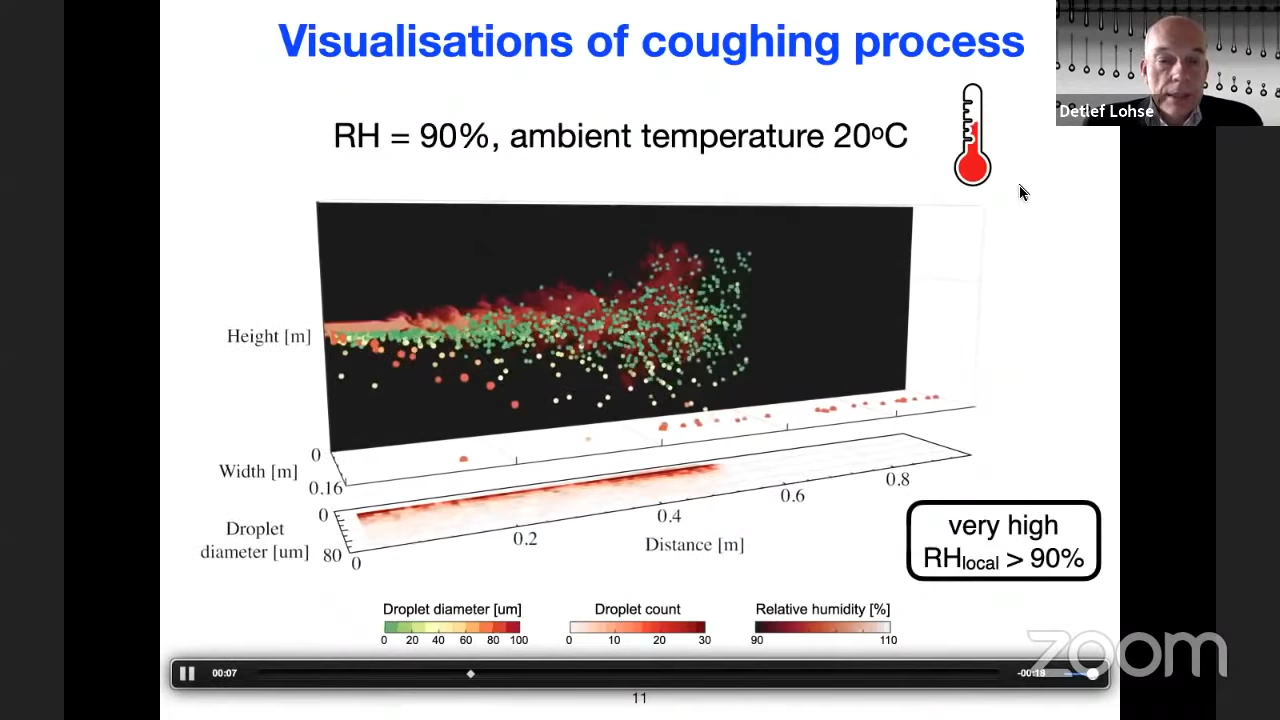 Visualisations of coughing process
Detlef Lohse
RH = 90%, ambient temperature 20oC
Height [m]
0
Width [m]
0.16
0
Droplet
diameter [um]
80
0
0.2
0.4
0.6
0.8
Distance [m]
very high
RHlocal > 90%
Droplet diameter [um]
0 20 40 60 80 100
Droplet count
0 10 20 30
Relative humidity [%]
90 110
zoom
00:07
-00:18
11